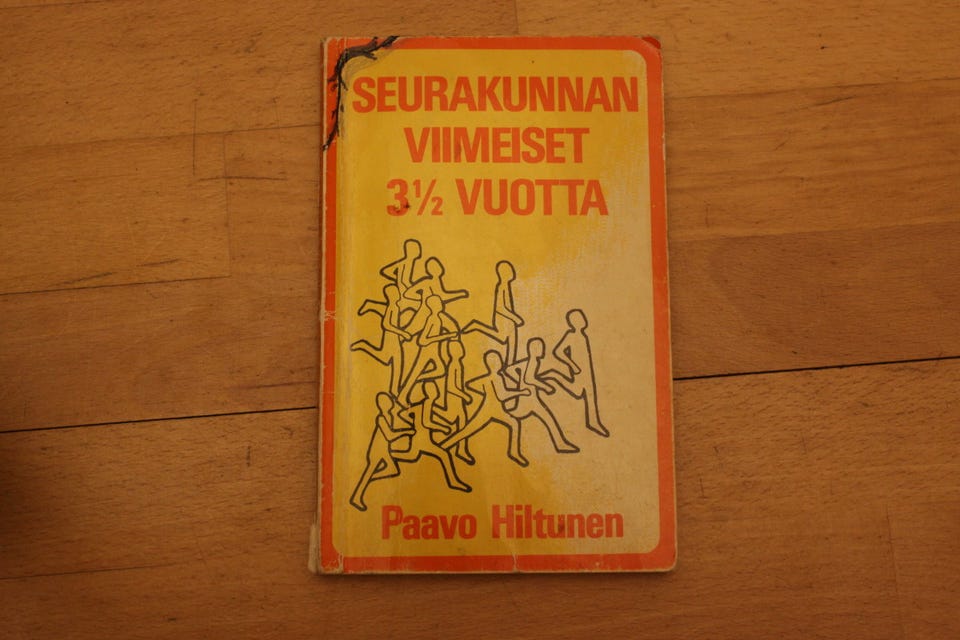 SEURAKUNNAN
VIIMEISET
3½ VUOTTA
Paavo Hiltunen